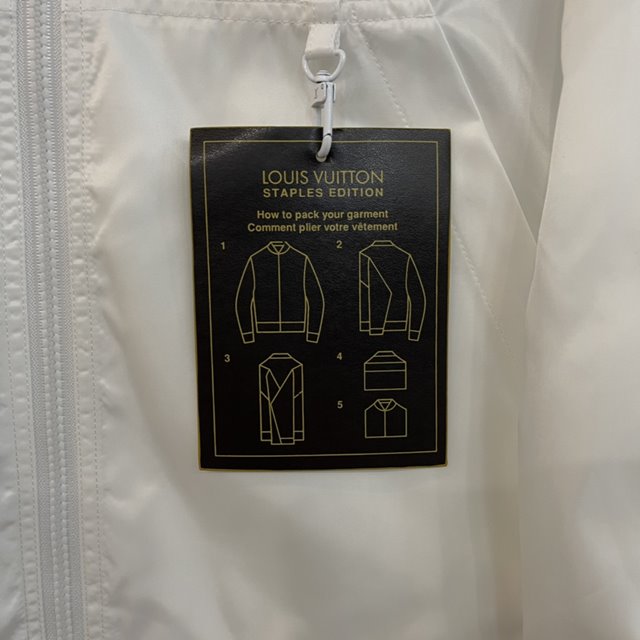 LOUIS VUITTON
STAPLES EDITION
How to pack your garment
Comment plier votre vêtement
1 2
3 4
5